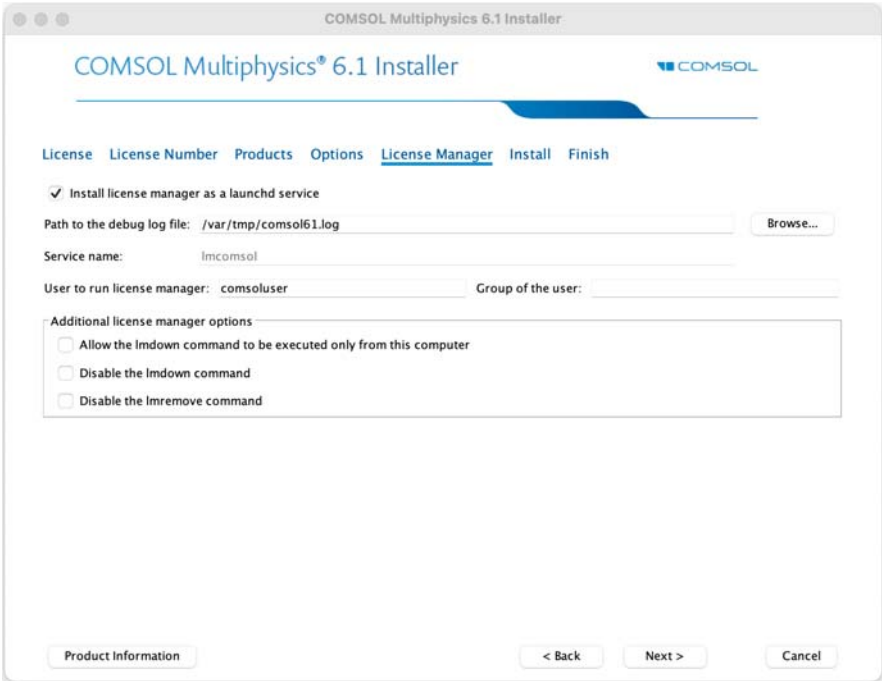 COMSOL Multiphysics 6.1 Installer
COMSOL Multiphysics® 6.1 Installer
COMSOL
License License Number Products Options License Manager Install Finish
Install license manager as a launchd service
Path to the debug log file: /var/tmp/comsol61.log Browse...
Service name: lmcomsol
User to run license manager: comsoluser Group of the user:
Additional license manager options
Allow the lmdown command to be executed only from this computer
Disable the lmdown command
Disable the lmremove command
Product Information < Back Next > Cancel